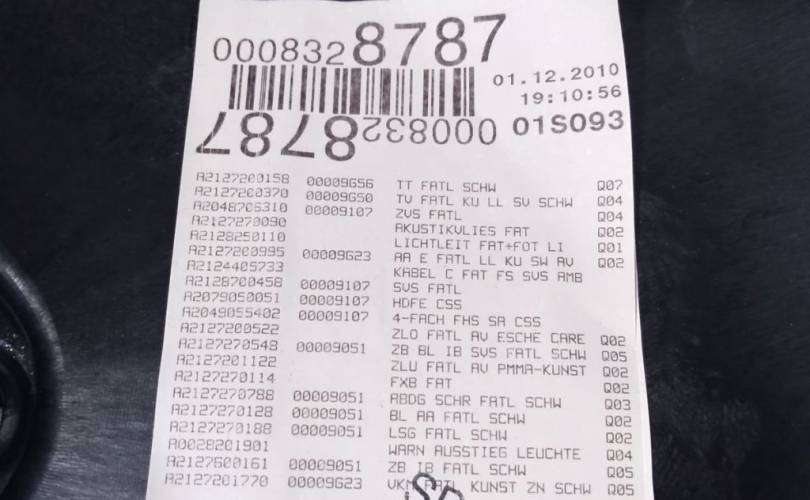 0008328787
01.12.2010
19:10:56
0008328787
01S093
A2127200158 00009G56 TT FATL SCHW Q07
A2127200370 00009G50 TV FATL KU LL SV SCHW Q04
A2048706310 00009107 ZVS FATL Q04
A2127270090 AKUSTIKVLIES FAT Q02
A2128250110 LICHTLEIT FAT+FOT LI Q01
A2127200995 00009G23 AA E FATL LL KU SW AV Q02
A2124405733 KABEL C FAT FS SVS AMB
A2128700458 00009107 SVS FATL
A2079050051 00009107 HDFE CSS
A2049055402 00009107 4-FACH FHS SA CSS
A2127200522 ZLO FATL AV ESCHE CARE Q02
A2127270548 00009051 ZB BL IB SVS FATL SCHW Q05
A2127201122 ZLU FATL AV PMMA-KUNST Q02
A2127270114 FXB FAT Q02
A2127270788 00009051 ABDG SCHR FATL SCHW Q03
A2127270128 00009051 BL AA FATL SCHW Q02
A2127270188 00009051 LSG FATL SCHW Q02
A0028201901 WARN AUSSTIEG LEUCHTE Q04
A2127600161 00009051 ZB IB FATL SCHW Q05
A2127201770 00009G23 VKM FATL KUNST ZN SCHW Q05